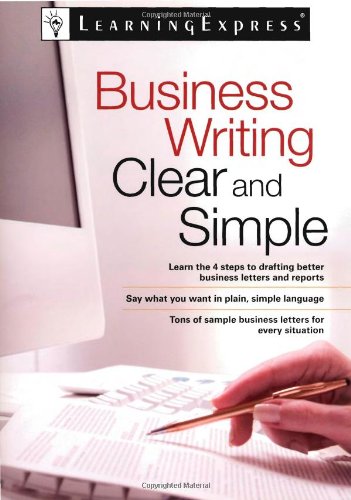 LEARNINGEXPRESS®
Business
Writing
Clear and
Simple
Learn the 4 steps to drafting better
business letters and reports
Say what you want in plain, simple language
Tons of sample business letters for
every situation